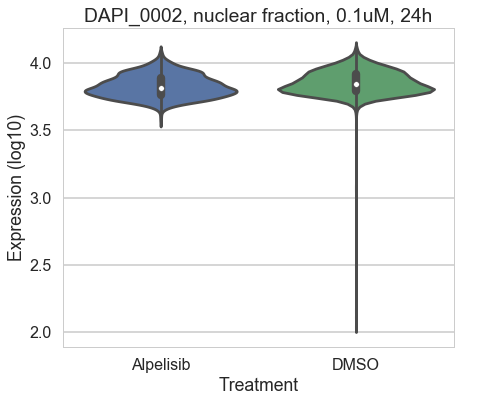 DAPI_0002, nuclear fraction, 0.1uM, 24h
Expression (log10)
4.0
3.5
3.0
2.5
2.0
Alpelisib DMSO
Treatment